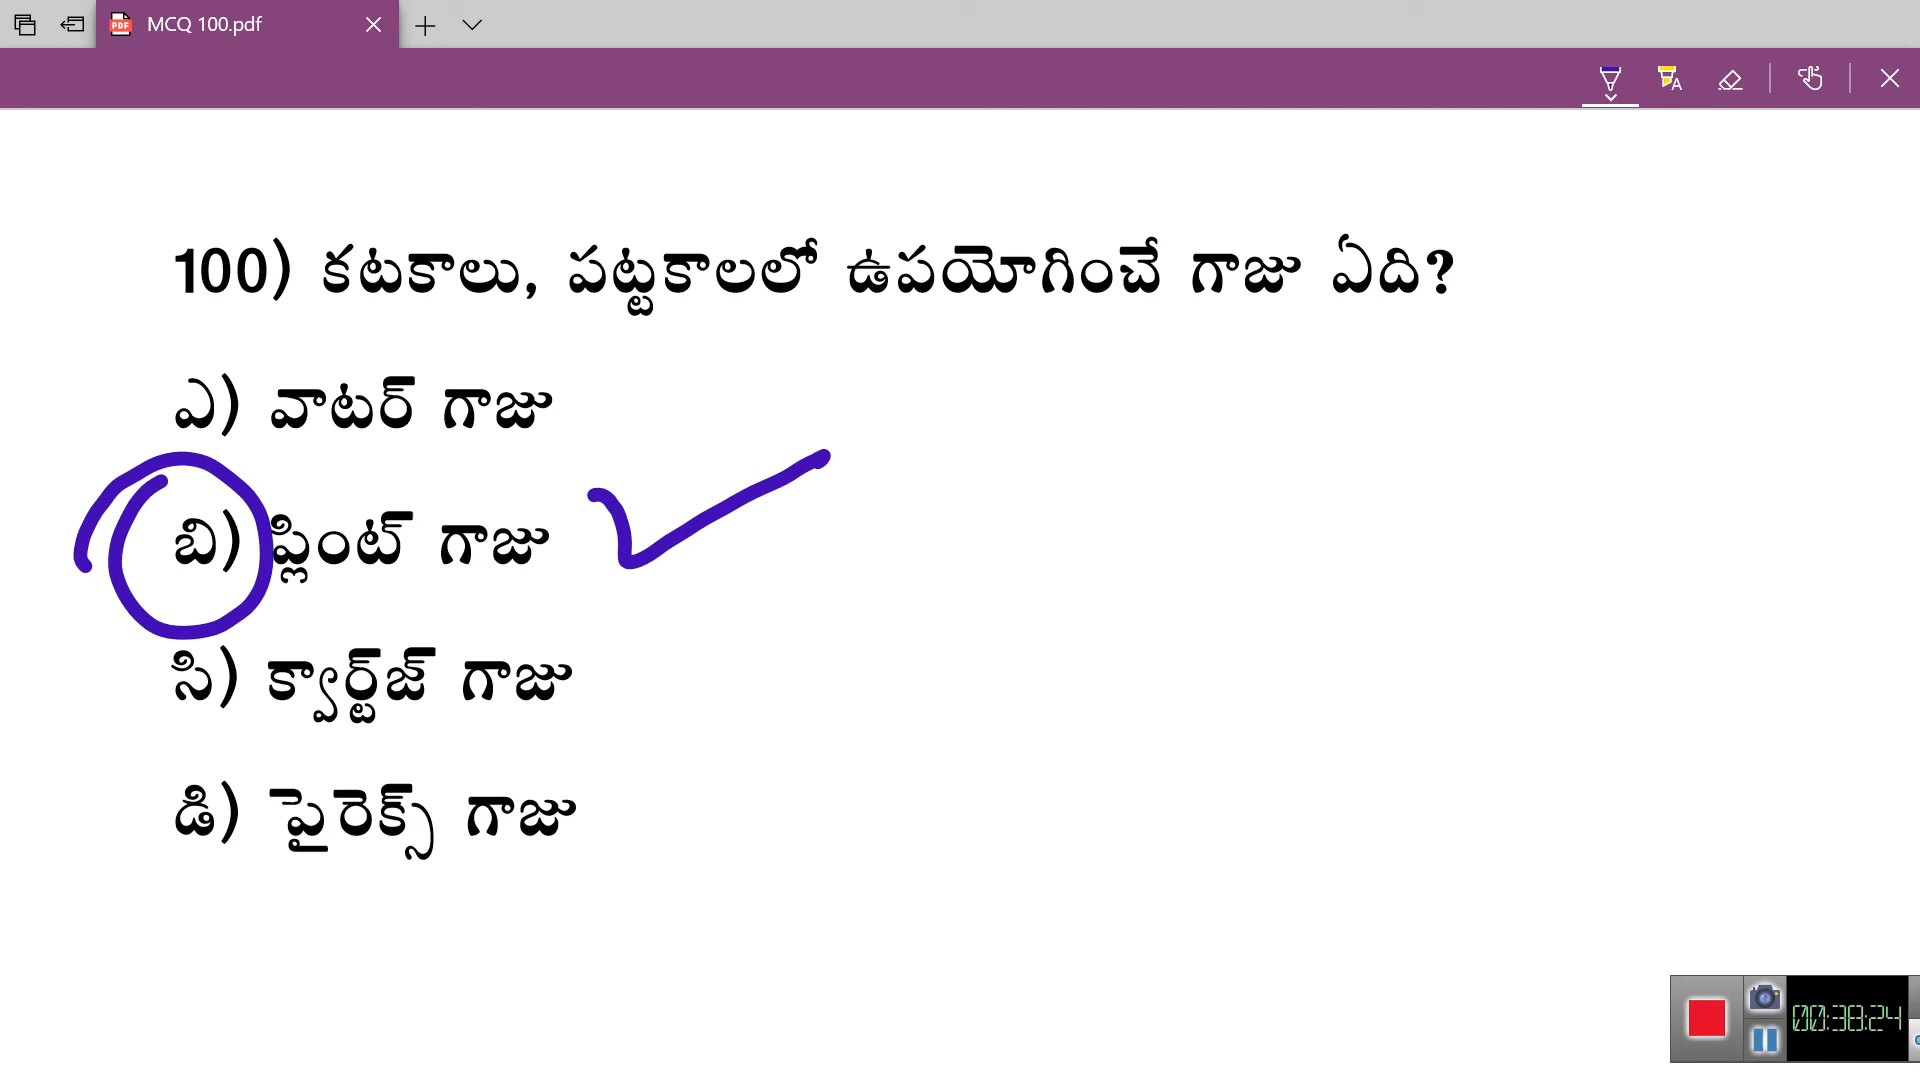 MCQ 100.pdf
100) కటకాలు, పట్టకాలలో ఉపయోగించే గాజు ఏది?
ఎ) వాటర్ గాజు
బి) ప్లింట్ గాజు
సి) క్వార్ట్‌జ్ గాజు
డి) పైరెక్స్ గాజు
00:38:24